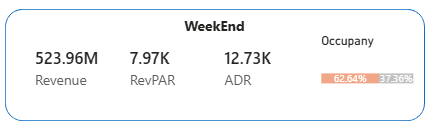 WeekEnd
Occupany
523.96M 7.97K 12.73K
Revenue RevPAR ADR
62.64% 37.36%